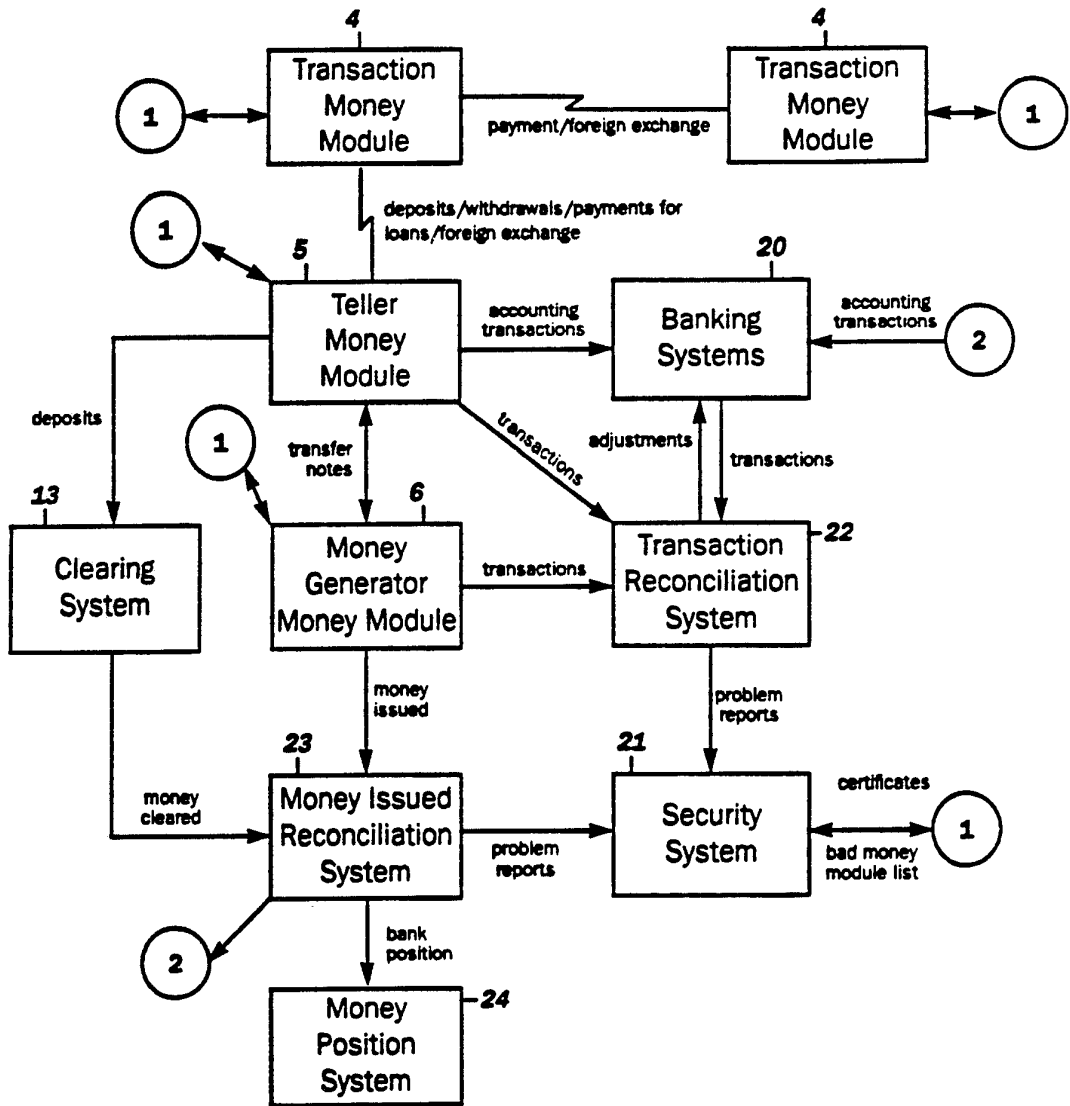 4
4
Transaction
Money
Module
Transaction
Money
Module
1
1
payment/foreign exchange
deposits/withdrawals/payments for
loans/foreign exchange
1
5
20
Teller
Money
Module
accounting
transactions
Banking
Systems
accounting
transactions
2
deposits
1
transfer
notes
transactions
adjustments
transactions
13
6
22
Clearing
System
Money
Generator
Money Module
transactions
Transaction
Reconciliation
System
money
issued
problem
reports
23
21
money
cleared
Money Issued
Reconciliation
System
problem
reports
Security
System
certificates
1
bad money
module list
2
bank
position
24
Money
Position
System